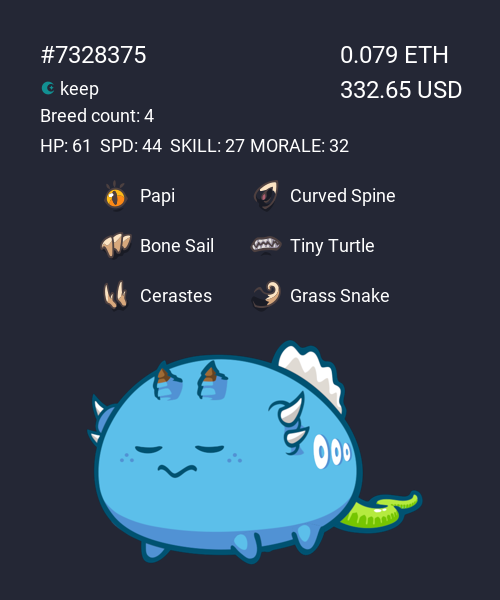 #7328375 0.079 ETH
keep 332.65 USD
Breed count: 4
HP: 61 SPD: 44 SKILL: 27 MORALE: 32
Papi Curved Spine
Bone Sail Tiny Turtle
Cerastes Grass Snake